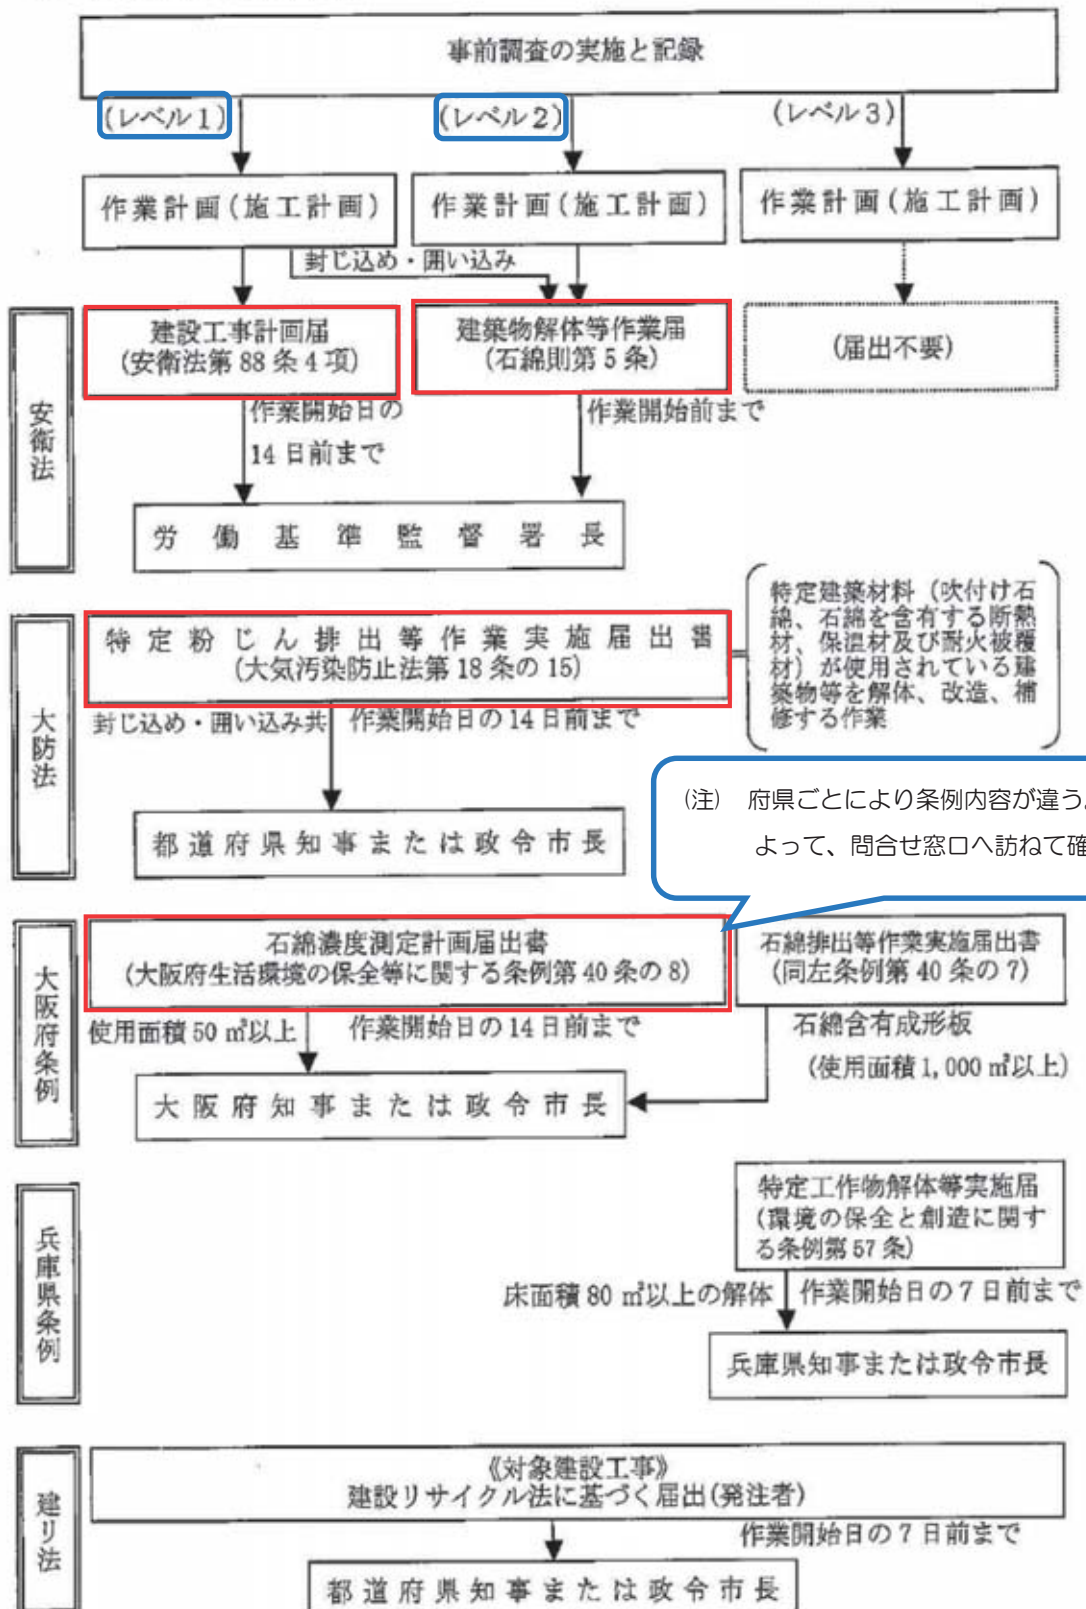 事前調査の実施と記録
(レベル1)
(レベル2)
(レベル3)
作業計画(施工計画)
作業計画(施工計画)
作業計画(施工計画)
封じ込め・囲い込み
安衛法
建設工事計画届
(安衛法第88条4項)
建築物解体等作業届
(石綿則第5条)
(届出不要)
作業開始日の
14日前まで
作業開始前まで
労働基準監督署長
大防法
特定粉じん排出等作業実施届出書
(大気汚染防止法第18条の15)
特定建築材料(吹付け石
綿、石綿を含有する断熱
材、保温材及び耐火被覆
材)が使用されている建
築物等を解体、改造、補
修する作業
封じ込め・囲い込み共
作業開始日の14日前まで
都道府県知事または政令市長
(注) 府県ごとにより条例内容が違う
よって、問合せ窓口へ訪ねて確
大阪府条例
石綿濃度測定計画届出書
(大阪府生活環境の保全等に関する条例第40条の8)
石綿排出等作業実施届出書
(同左条例第40条の7)
使用面積50㎡以上
作業開始日の14日前まで
石綿含有成形板
(使用面積1,000㎡以上)
大阪府知事または政令市長
兵庫県条例
特定工作物解体等実施届
(環境の保全と創造に関す
る条例第57条)
床面積80㎡以上の解体
作業開始日の7日前まで
兵庫県知事または政令市長
建リ法
《対象建設工事》
建設リサイクル法に基づく届出(発注者)
作業開始日の7日前まで
都道府県知事または政令市長